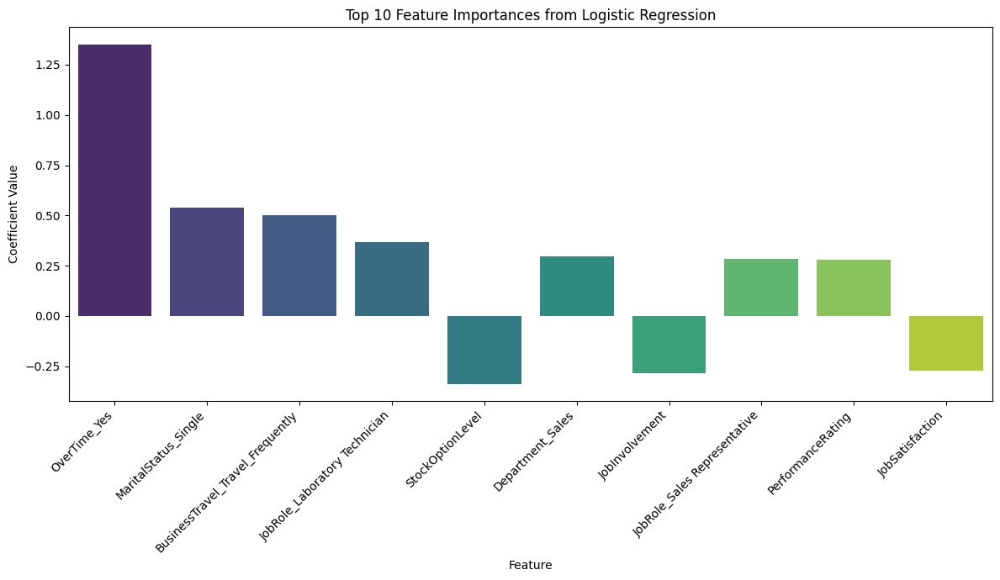 Top 10 Feature Importances from Logistic Regression
Coefficient Value
1.25
1.00
0.75
0.50
0.25
0.00
−0.25
OverTime_Yes
MaritalStatus_Single
BusinessTravel_Travel_Frequently
JobRole_Laboratory Technician
StockOptionLevel
Department_Sales
JobInvolvement
JobRole_Sales Representative
PerformanceRating
JobSatisfaction
Feature